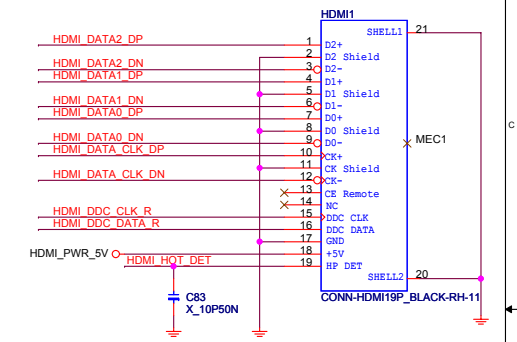 HDMI1
SHELL1 21
HDMI_DATA2_DP 1 D2+
2 D2 Shield
HDMI_DATA2_DN 3 D2-
HDMI_DATA1_DP 4 D1+
5 D1 Shield
HDMI_DATA1_DN 6 D1-
HDMI_DATA0_DP 7 D0+
8 D0 Shield
HDMI_DATA0_DN 9 D0-
MEC1
C
HDMI_DATA_CLK_DP 10 CK+
11 CK Shield
HDMI_DATA_CLK_DN 12 CK-
13 CE Remote
14 NC
HDMI_DDC_CLK_R 15 DDC CLK
HDMI_DDC_DATA_R 16 DDC DATA
17 GND
HDMI_PWR_5V 18 +5V
HDMI_HOT_DET 19 HP DET
SHELL2 20
CONN-HDMI19P_BLACK-RH-11
C83
X_10P50N